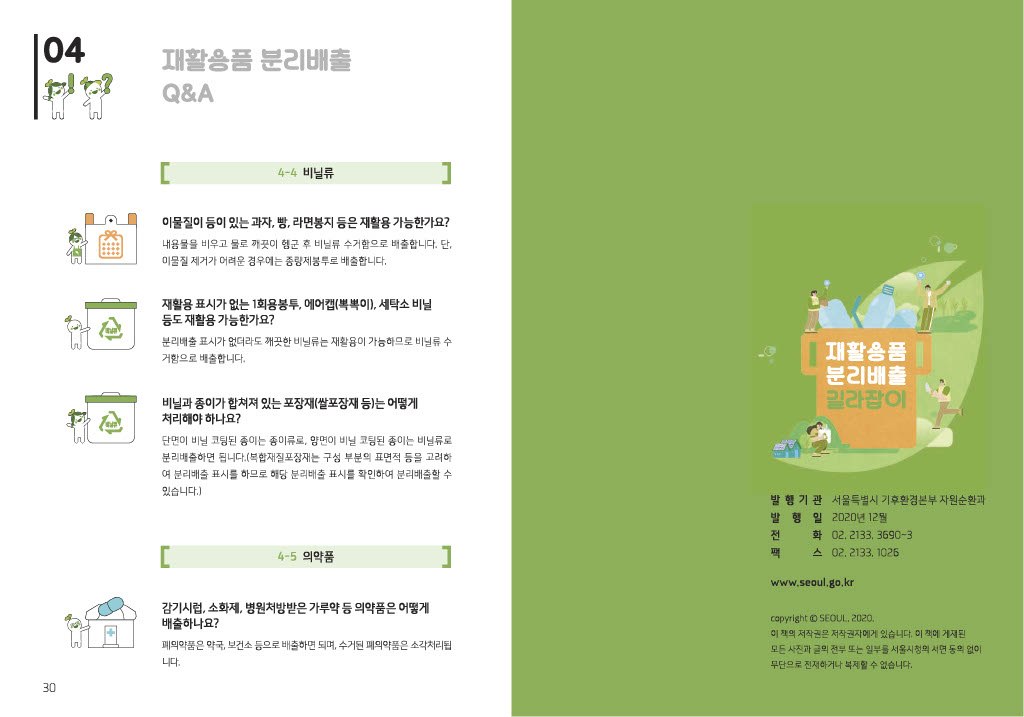 04
재활용품 분리배출
Q&A
4-4 비닐류
이물질이 등이 있는 과자, 빵, 라면봉지 등은 재활용 가능한가요?
내용물을 비우고 물로 깨끗이 헹군 후 비닐류 수거함으로 배출합니다. 단,
이물질 제거가 어려운 경우에는 종량제봉투로 배출합니다.
재활용 표시가 없는 1회용봉투, 에어캡(뽁뽁이), 세탁소 비닐
등도 재활용 가능한가요?
분리배출 표시가 없더라도 깨끗한 비닐류는 재활용이 가능하므로 비닐류 수
거함으로 배출합니다.
비닐과 종이가 합쳐져 있는 포장재(쌀포장재 등)는 어떻게
처리해야 하나요?
단면이 비닐 코팅된 종이는 종이류로, 양면이 비닐 코팅된 종이는 비닐류로
분리배출하면 됩니다.(복합재질포장재는 구성 부분의 표면적 등을 고려하
여 분리배출 표시를 하므로 해당 분리배출 표시를 확인하여 분리배출할 수
있습니다.)
4-5 의약품
감기시럽, 소화제, 병원처방받은 가루약 등 의약품은 어떻게
배출하나요?
폐의약품은 약국, 보건소 등으로 배출하면 되며, 수거된 폐의약품은 소각처리됩
니다.
30
재활용품
분리배출
길라잡이
발행기관 서울특별시 기후환경본부 자원순환과
발행일 2020년 12월
전화 02. 2133. 3690~3
팩스 02. 2133. 1026
www.seoul.go.kr
copyright © SEOUL, 2020.
이 책의 저작권은 저작권자에게 있습니다. 이 책에 게재된
모든 사진과 글의 전부 또는 일부를 서울시청의 서면 동의 없이
무단으로 전재하거나 복제할 수 없습니다.